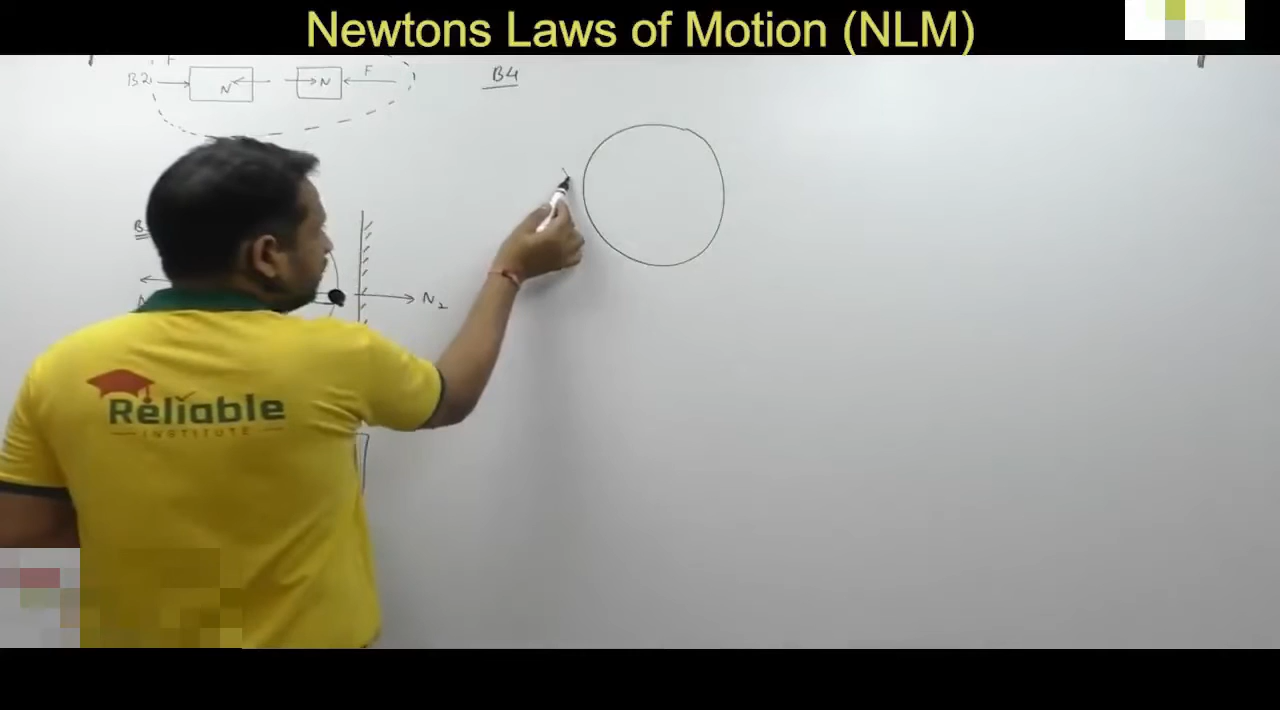 Newtons Laws of Motion (NLM)
F
B2. N N F
B4
N2
Reliable
INSTITUTE